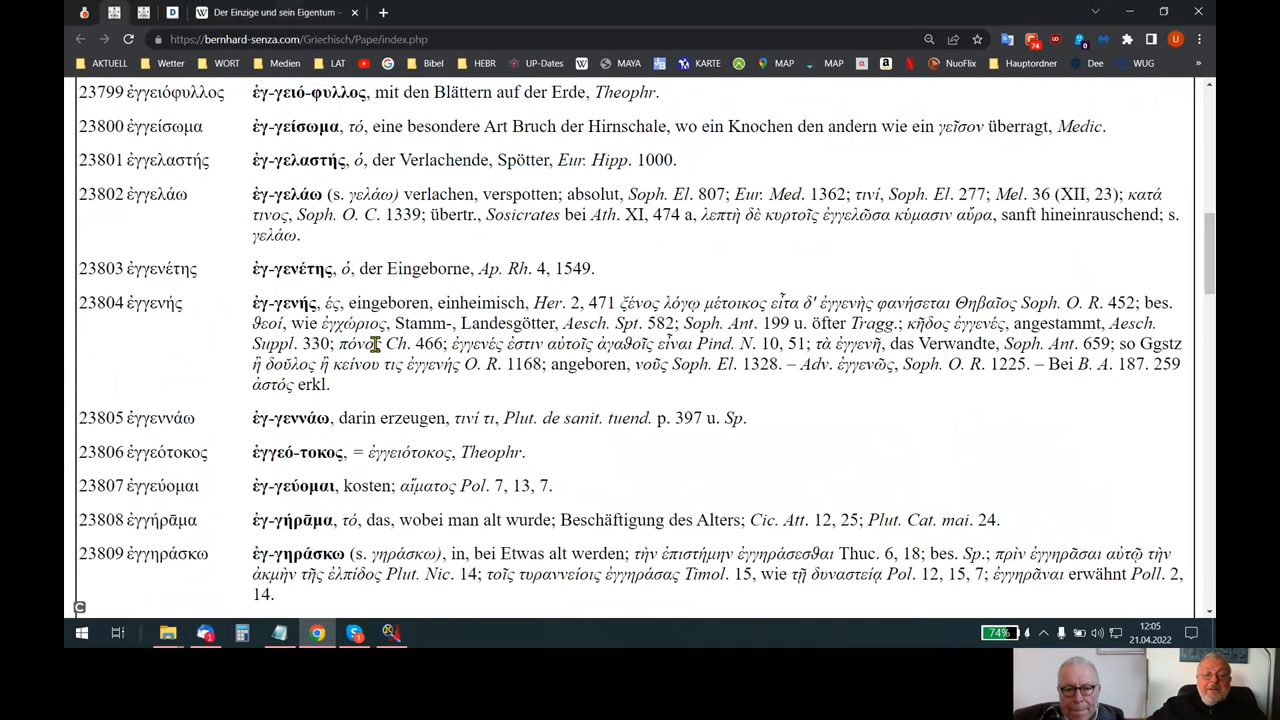 Der Einzige und sein Eigentum –
https://bernhard-senza.com/Griechisch/Pape/index.php
AKTUELL Wetter WORT Medien LAT Bibel HEBR UP-Dates MAYA KARTE MAP MAP NuoFlix Hauptordner Dee WUG »
23799 ἐγγειόφυλλος ἐγ-γειό-φυλλος, mit den Blättern auf der Erde, Theophr.
23800 ἐγγείσωμα ἐγ-γείσωμα, τό, eine besondere Art Bruch der Hirnschale, wo ein Knochen den andern wie ein γεῖσον überragt, Medic.
23801 ἐγγελαστής ἐγ-γελαστής, ὁ, der Verlachende, Spötter, Eur. Hipp. 1000.
23802 ἐγγελάω ἐγ-γελάω (s. γελάω) verlachen, verspotten; absolut, Soph. El. 807; Eur. Med. 1362; τινί, Soph. El. 277; Mel. 36 (XII, 23); κατά
τινος, Soph. O. C. 1339; übertr., Sosicrates bei Ath. XI, 474 a, λεπτὴ δὲ κυρτοῖς ἐγγελῶσα κύμασιν αὔρα, sanft hineinrauschend; s.
γελάω.
23803 ἐγγενέτης ἐγ-γενέτης, ὁ, der Eingeborne, Ap. Rh. 4, 1549.
23804 ἐγγενής ἐγ-γενής, ές, eingeboren, einheimisch, Her. 2, 471 ξένος λόγῳ μέτοικος εἶτα δ' ἐγγενὴς φανήσεται Θηβαῖος Soph. O. R. 452; bes.
θεοί, wie ἐγχώριος, Stamm-, Landesgötter, Aesch. Spt. 582; Soph. Ant. 199 u. öfter Tragg.; κῆδος ἐγγενές, angestammt, Aesch.
Suppl. 330; πόνος Ch. 466; ἐγγενές ἐστιν αὐτοῖς ἀγαθοῖς εἶναι Pind. N. 10, 51; τὰ ἐγγενῆ, das Verwandte, Soph. Ant. 659; so Ggstz
ἢ δοῦλος ἢ κείνου τις ἐγγενής O. R. 1168; angeboren, νοῦς Soph. El. 1328. – Adv. ἐγγενῶς, Soph. O. R. 1225. – Bei B. A. 187. 259
ἀστός erkl.
23805 ἐγγεννάω ἐγ-γεννάω, darin erzeugen, τινί τι, Plut. de sanit. tuend. p. 397 u. Sp.
23806 ἐγγεότοκος ἐγγεό-τοκος, = ἐγγειότοκος, Theophr.
23807 ἐγγεύομαι ἐγ-γεύομαι, kosten; αἵματος Pol. 7, 13, 7.
23808 ἐγγήρᾱμα ἐγ-γήρᾱμα, τό, das, wobei man alt wurde; Beschäftigung des Alters; Cic. Att. 12, 25; Plut. Cat. mai. 24.
23809 ἐγγηράσκω ἐγ-γηράσκω (s. γηράσκω), in, bei Etwas alt werden; τὴν ἐπιστήμην ἐγγηράσεσθαι Thuc. 6, 18; bes. Sp.; πρὶν ἐγγηρᾶσαι αὐτῷ τὴν
ἀκμὴν τῆς ἐλπίδος Plut. Nic. 14; τοῖς τυραννείοις ἐγγηράσας Timol. 15, wie τῇ δυναστείᾳ Pol. 12, 15, 7; ἐγγηρᾶναι erwähnt Poll. 2,
14.
74% 12:05
21.04.2022